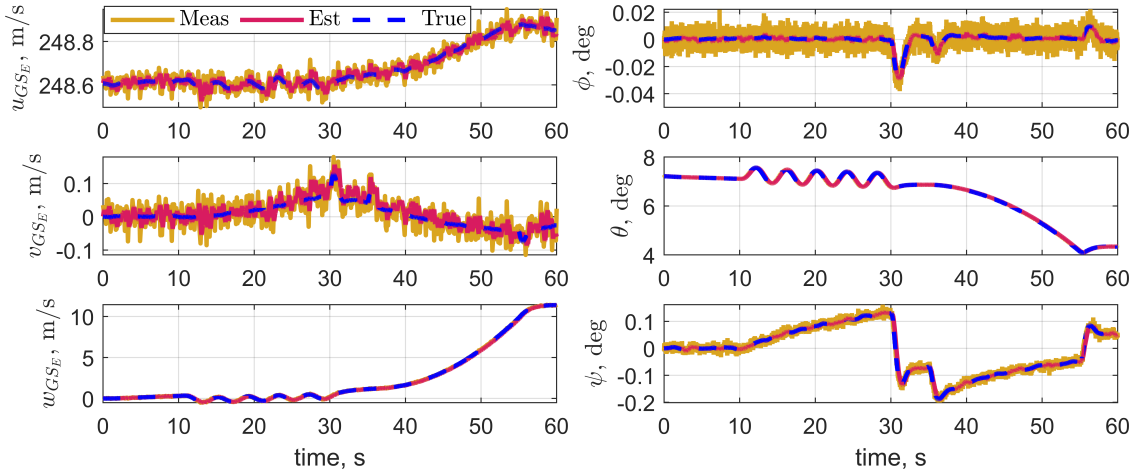 Meas Est True
u_{GS_E}, m/s
248.8
248.6
0 10 20 30 40 50 60
v_{GS_E}, m/s
0.1
0
-0.1
0 10 20 30 40 50 60
w_{GS_E}, m/s
10
5
0
0 10 20 30 40 50 60
time, s
ϕ, deg
0.02
0
-0.02
-0.04
0 10 20 30 40 50 60
θ, deg
8
6
4
0 10 20 30 40 50 60
ψ, deg
0.1
0
-0.1
-0.2
0 10 20 30 40 50 60
time, s